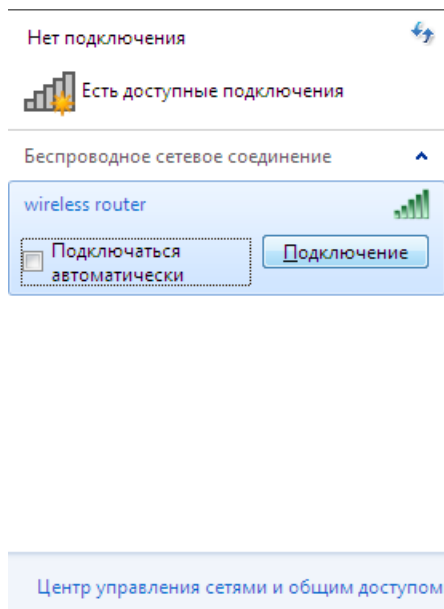 Нет подключения
Есть доступные подключения
Беспроводное сетевое соединение
wireless router
Подключаться
автоматически
Подключение
Центр управления сетями и общим доступом